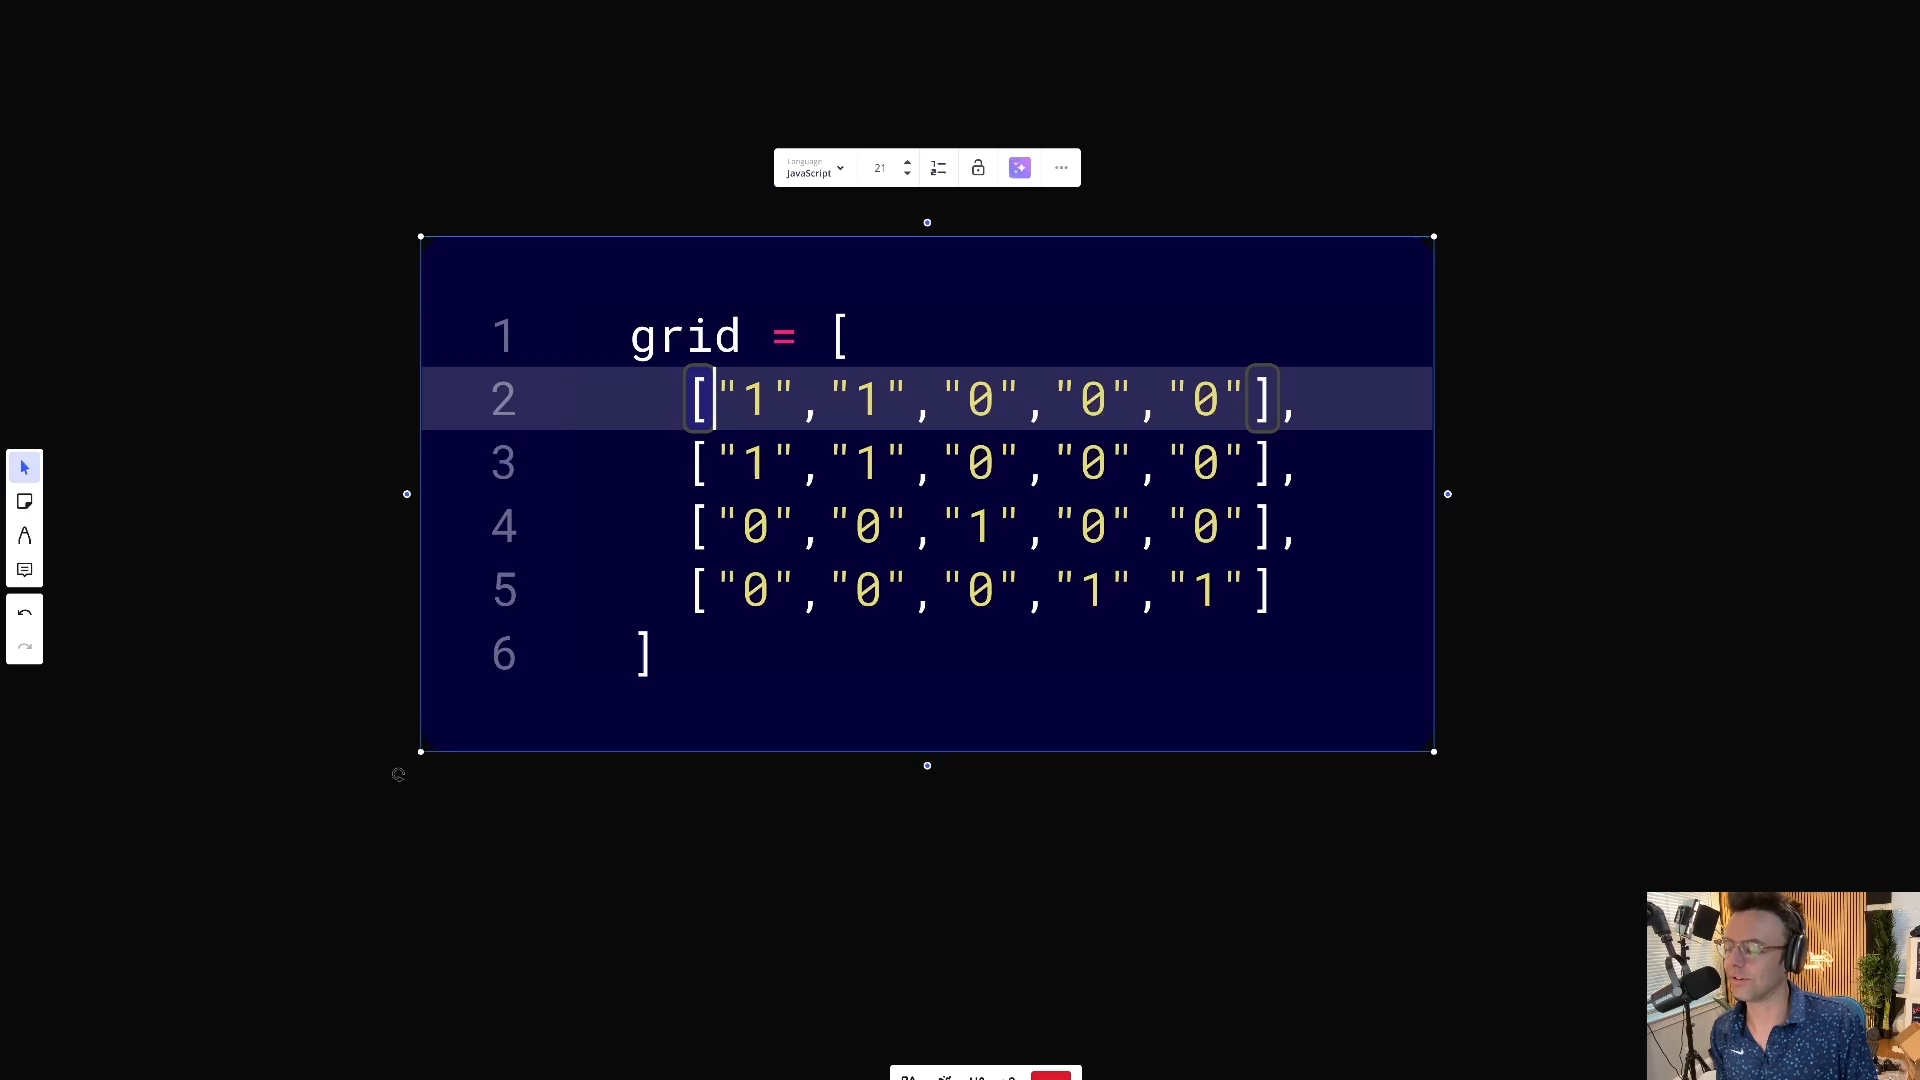 Language
JavaScript
21
1 grid = [
2 ["1","1","0","0","0"],
3 ["1","1","0","0","0"],
4 ["0","0","1","0","0"],
5 ["0","0","0","1","1"]
6 ]